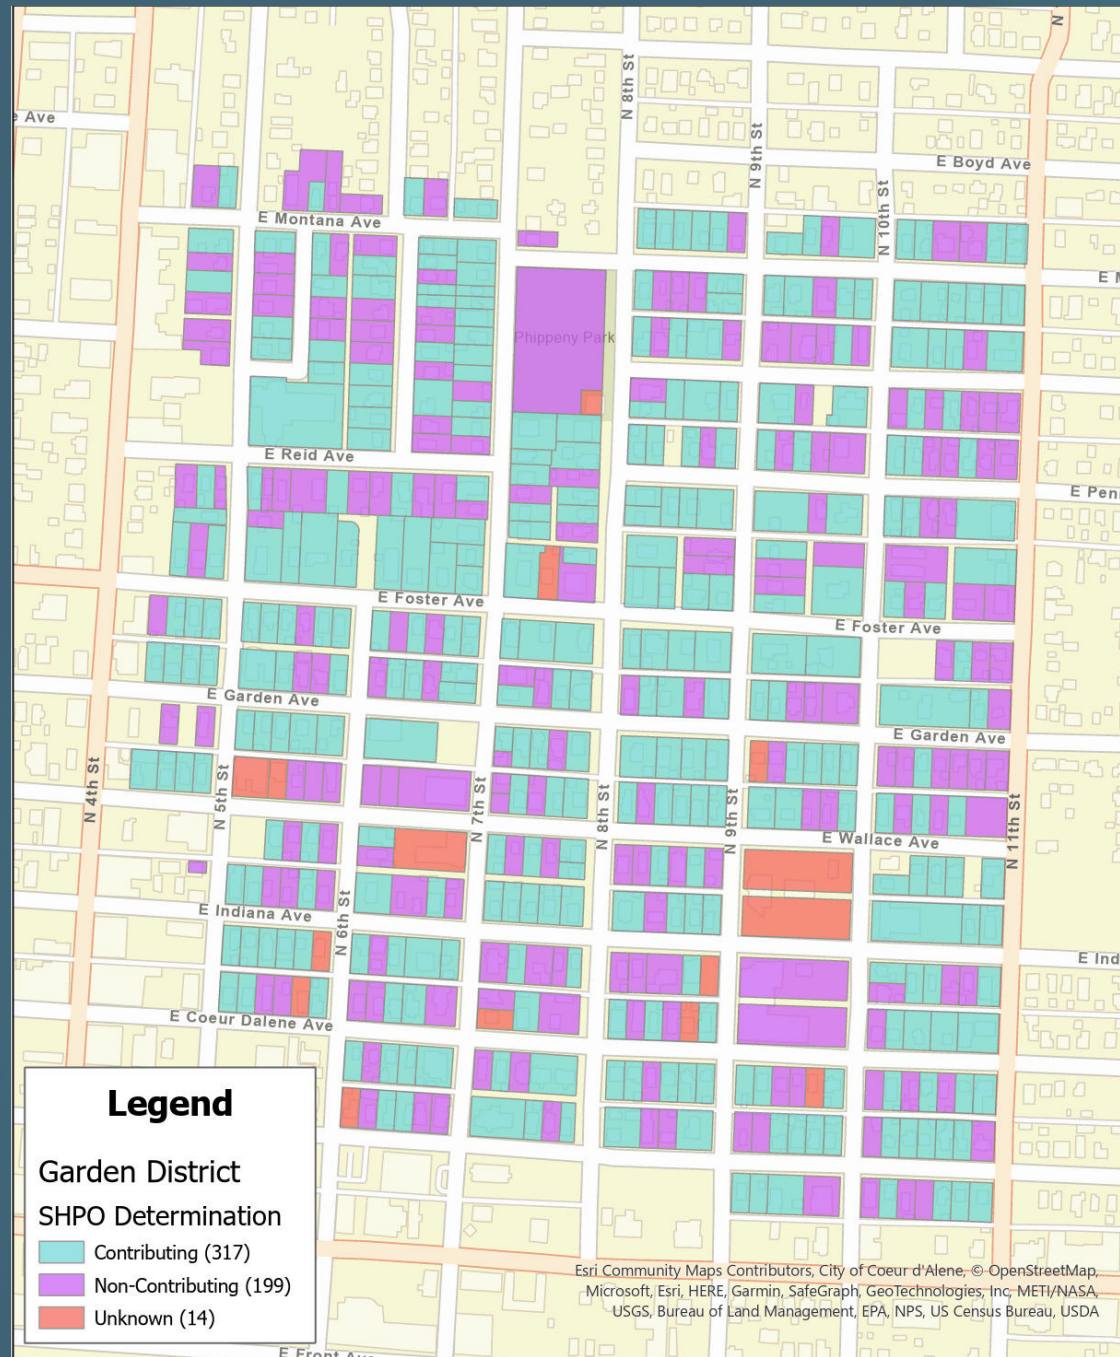 N
N 8th St
e Ave
N 9th St
E Boyd Ave
N 10th St
E Montana Ave
E M
Phippeny Park
E Reid Ave
E Pen
E Foster Ave
E Foster Ave
E Garden Ave
E Garden Ave
N 4th St
N 5th St
N 7th St
N 8th St
N 9th St
N 11th St
E Wallace Ave
N 6th St
E Indiana Ave
E Ind
E Coeur Dalene Ave
Legend
Garden District
SHPO Determination
Contributing (317)
Non-Contributing (199)
Unknown (14)
Esri Community Maps Contributors, City of Coeur d'Alene, © OpenStreetMap,
Microsoft, Esri, HERE, Garmin, SafeGraph, GeoTechnologies, Inc, METI/NASA,
USGS, Bureau of Land Management, EPA, NPS, US Census Bureau, USDA
E Front Ave